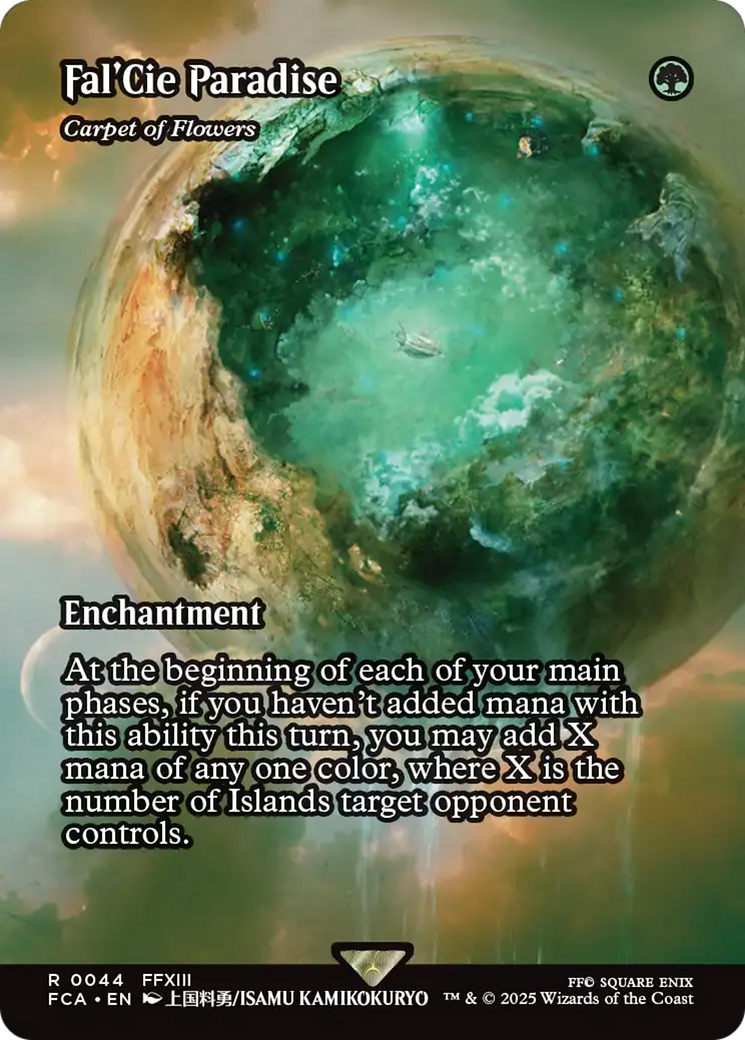 Fal'Cie Paradise
Carpet of Flowers
Enchantment
At the beginning of each of your main
phases, if you haven't added mana with
this ability this turn, you may add X
mana of any one color, where X is the
number of Islands target opponent
controls.
R 0044 FFXIII
FCA • EN 上国料勇/ISAMU KAMIKOKURYO
FF© SQUARE ENIX
™ & © 2025 Wizards of the Coast